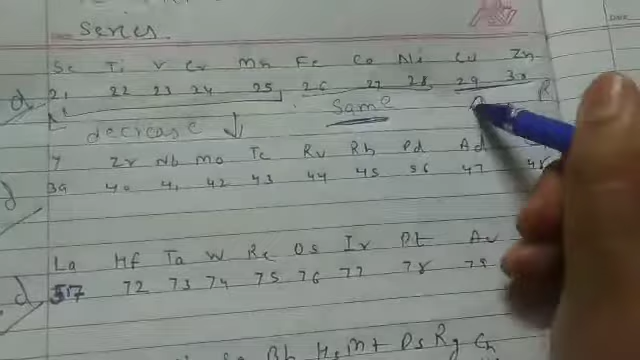 series.
Sc Ti V Cr Mn Fe Co Ni Cu Zn
d 21 22 23 24 25 26 27 28 29 30
decrease ↓ same
Y Zr Nb Mo Tc Ru Rh Pd Ad
39 40 41 42 43 44 45 56 47 48
La Hf Ta W Re Os Ir Pt Au
d 57 72 73 74 75 76 77 78 79
Bh Hs Mt Ds Rg Cn